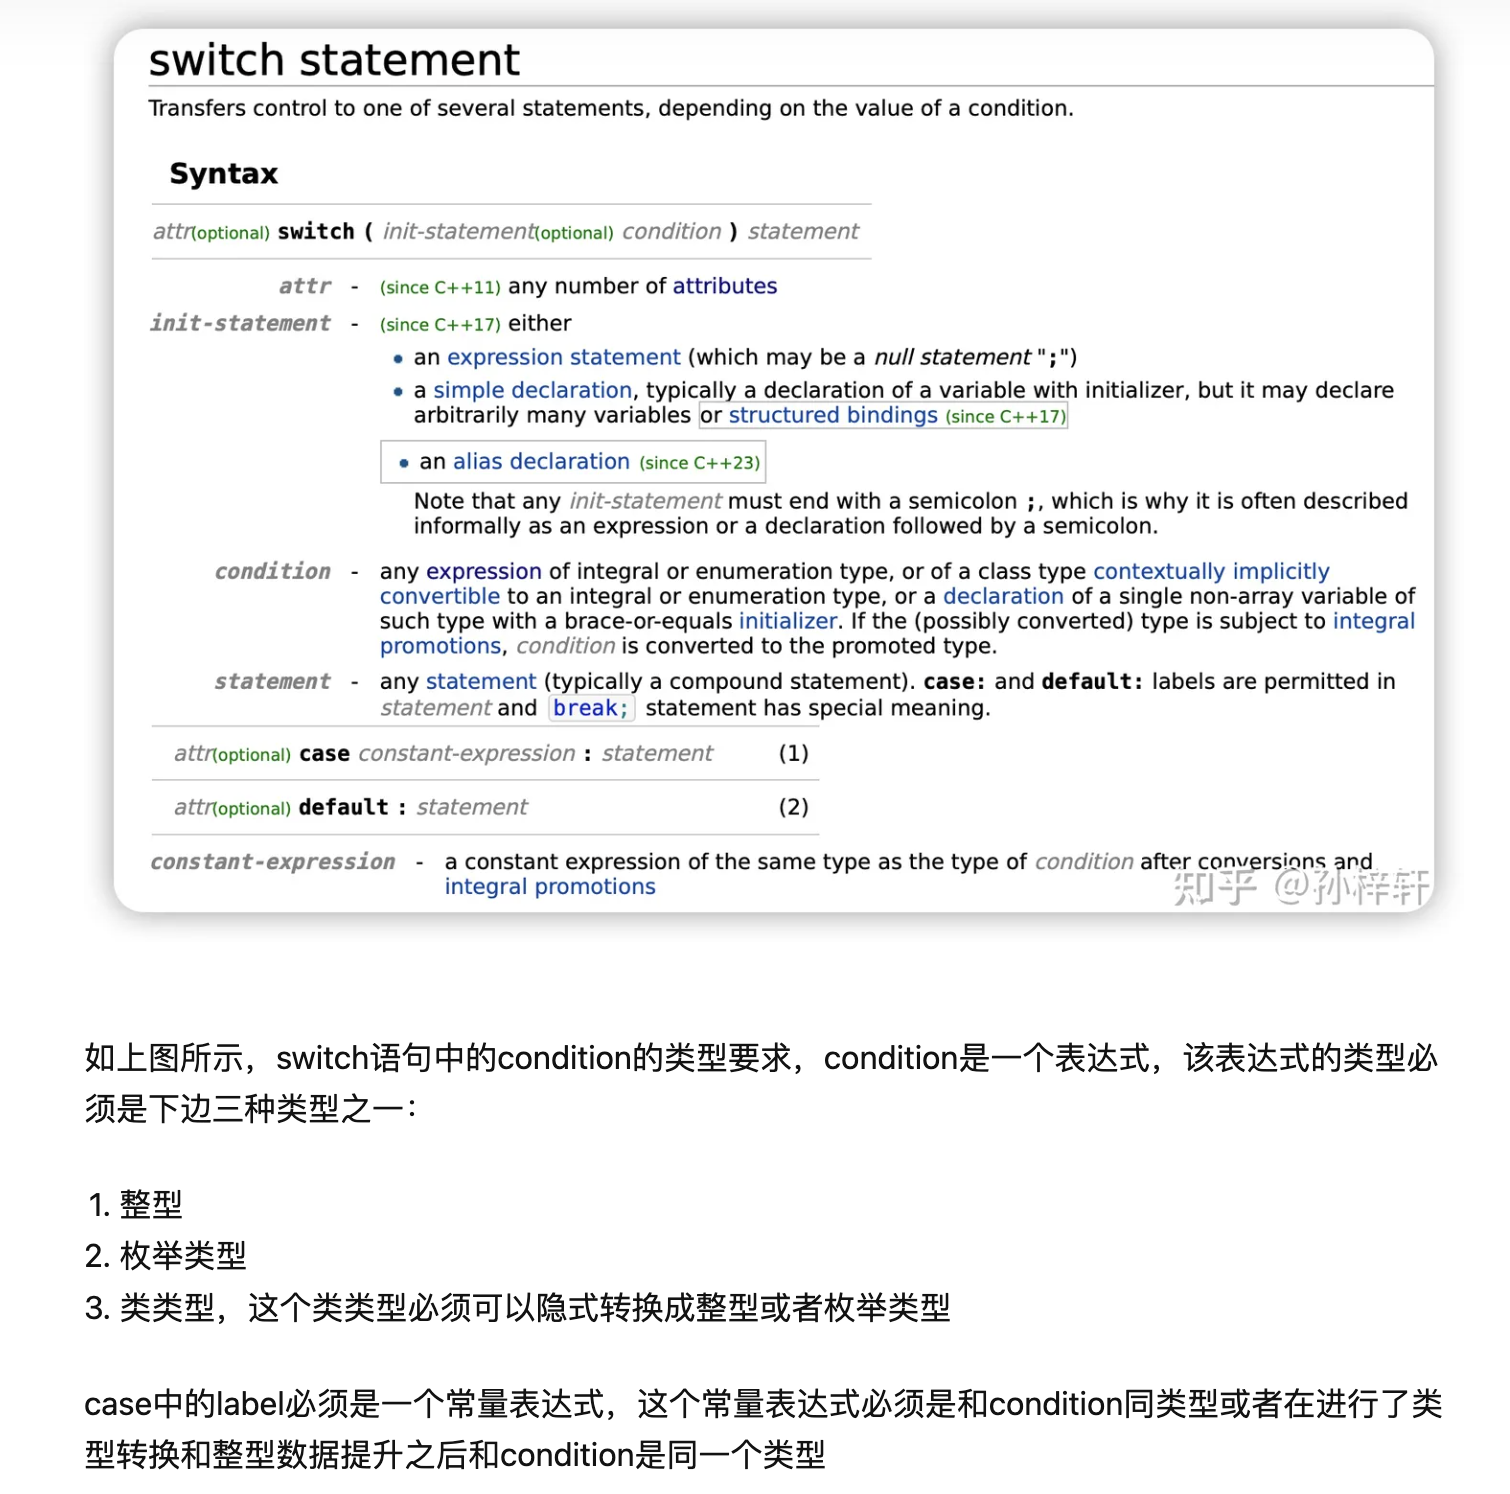 switch statement
Transfers control to one of several statements, depending on the value of a condition.
Syntax
attr(optional) switch ( init-statement(optional) condition ) statement
attr - (since C++11) any number of attributes
init-statement - (since C++17) either
• an expression statement (which may be a null statement ";")
• a simple declaration, typically a declaration of a variable with initializer, but it may declare
arbitrarily many variables or structured bindings (since C++17)
• an alias declaration (since C++23)
Note that any init-statement must end with a semicolon ;, which is why it is often described
informally as an expression or a declaration followed by a semicolon.
condition - any expression of integral or enumeration type, or of a class type contextually implicitly
convertible to an integral or enumeration type, or a declaration of a single non-array variable of
such type with a brace-or-equals initializer. If the (possibly converted) type is subject to integral
promotions, condition is converted to the promoted type.
statement - any statement (typically a compound statement). case: and default: labels are permitted in
statement and break; statement has special meaning.
attr(optional) case constant-expression : statement (1)
attr(optional) default : statement (2)
constant-expression - a constant expression of the same type as the type of condition after conversions and
integral promotions
知乎 @孙梓轩
如上图所示，switch语句中的condition的类型要求，condition是一个表达式，该表达式的类型必
须是下边三种类型之一：
1. 整型
2. 枚举类型
3. 类类型，这个类类型必须可以隐式转换成整型或者枚举类型
case中的label必须是一个常量表达式，这个常量表达式必须是和condition同类型或者在进行了类
型转换和整型数据提升之后和condition是同一个类型